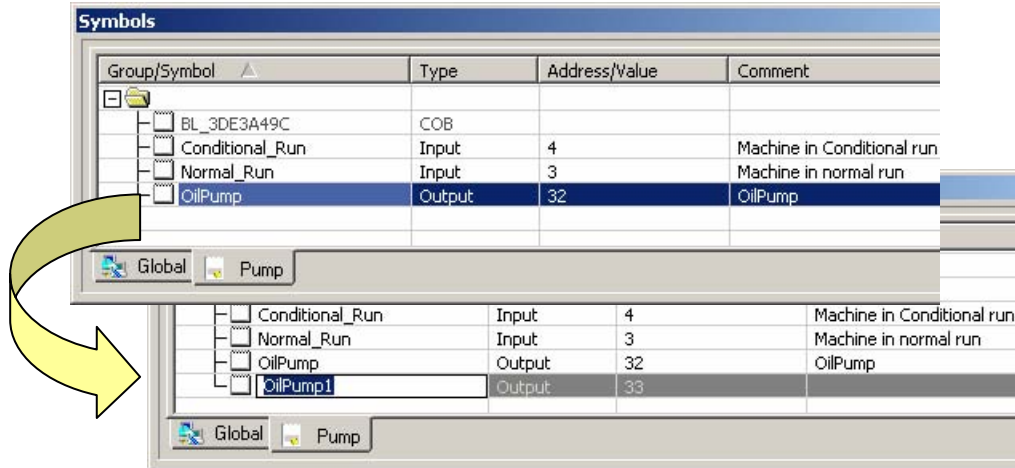 Symbols
Group/Symbol Type Address/Value Comment
BL_3DE3A49C COB
Conditional_Run Input 4 Machine in Conditional run
Normal_Run Input 3 Machine in normal run
OilPump Output 32 OilPump
Global Pump
Conditional_Run Input 4 Machine in Conditional run
Normal_Run Input 3 Machine in normal run
OilPump Output 32 OilPump
OilPump1 Output 33
Global Pump